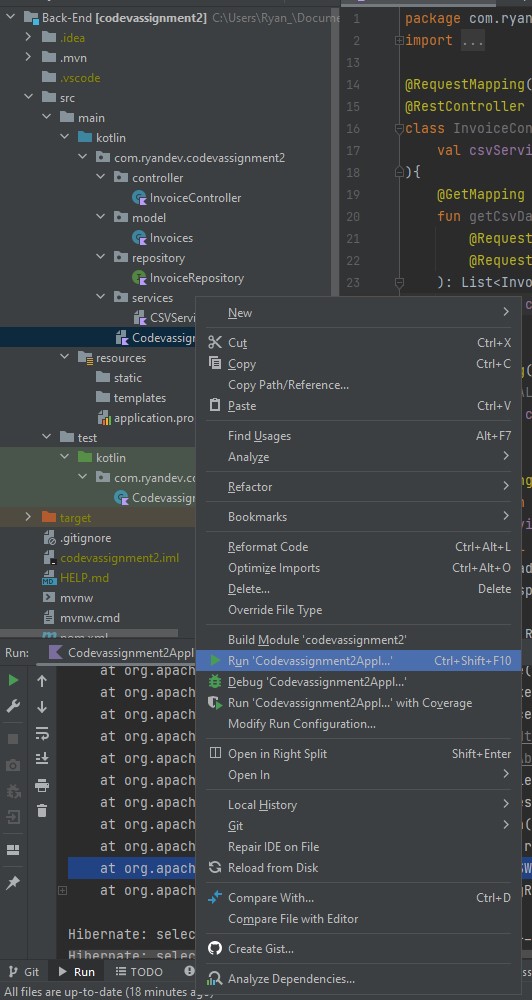 Back-End [codevassignment2] C:\Users\Ryan_\Docume
.idea
.mvn
.vscode
src
main
kotlin
com.ryandev.codevassignment2
controller
InvoiceController
model
Invoices
repository
InvoiceRepository
services
CSVServi
Codevassign
resources
static
templates
application.pro
test
kotlin
com.ryandev.co
Codevassign
target
.gitignore
codevassignment2.iml
HELP.md
mvnw
mvnw.cmd
pom.xml
1 package com.ryan
2 import ...
13
14 @RequestMapping(
15 @RestController
16 class InvoiceCon
17 val csvServi
18 ){
19 @GetMapping
20 fun getCsvDa
21 @Reques
22 @Reques
23 ): List<Invo
New
Cut Ctrl+X
Copy Ctrl+C
Copy Path/Reference...
Paste Ctrl+V
Find Usages Alt+F7
Analyze
Refactor
Bookmarks
Reformat Code Ctrl+Alt+L
Optimize Imports Ctrl+Alt+O
Delete... Delete
Override File Type
Build Module 'codevassignment2'
Run 'Codevassignment2Appl...' Ctrl+Shift+F10
Debug 'Codevassignment2Appl...'
Run 'Codevassignment2Appl...' with Coverage
Modify Run Configuration...
Open in Right Split Shift+Enter
Open In
Local History
Git
Repair IDE on File
Reload from Disk
Compare With... Ctrl+D
Compare File with Editor
Create Gist...
Analyze Dependencies...
Run: Codevassignment2Appl
at org.apach
at org.apach
at org.apach
at org.apach
at org.apach
at org.apach
at org.apach
at org.apach
at org.apach
at org.apach
at org.apach
Hibernate: selec
Hibernate: selec
Git Run TODO
All files are up-to-date (18 minutes ago)